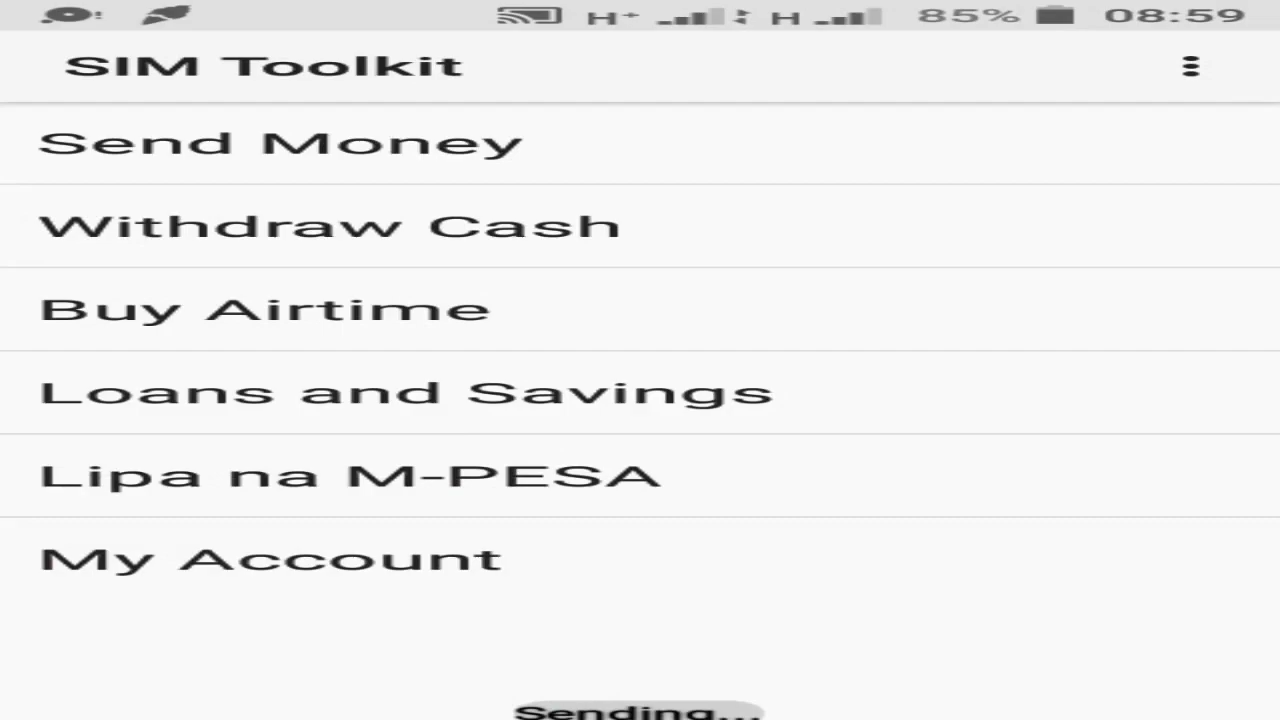 H+ H 85% 08:59
SIM Toolkit
Send Money
Withdraw Cash
Buy Airtime
Loans and Savings
Lipa na M-PESA
My Account
Sending...